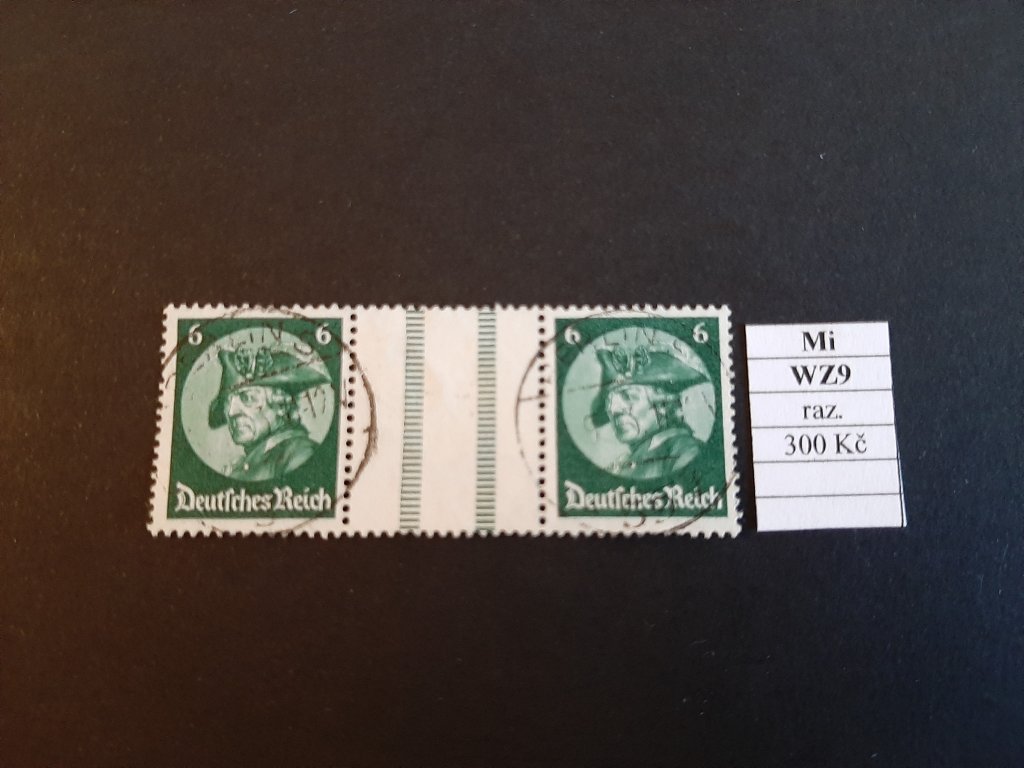 6 6
Deutsches Reich
6 6
Deutsches Reich
Mi
WZ9
raz.
300 Kč